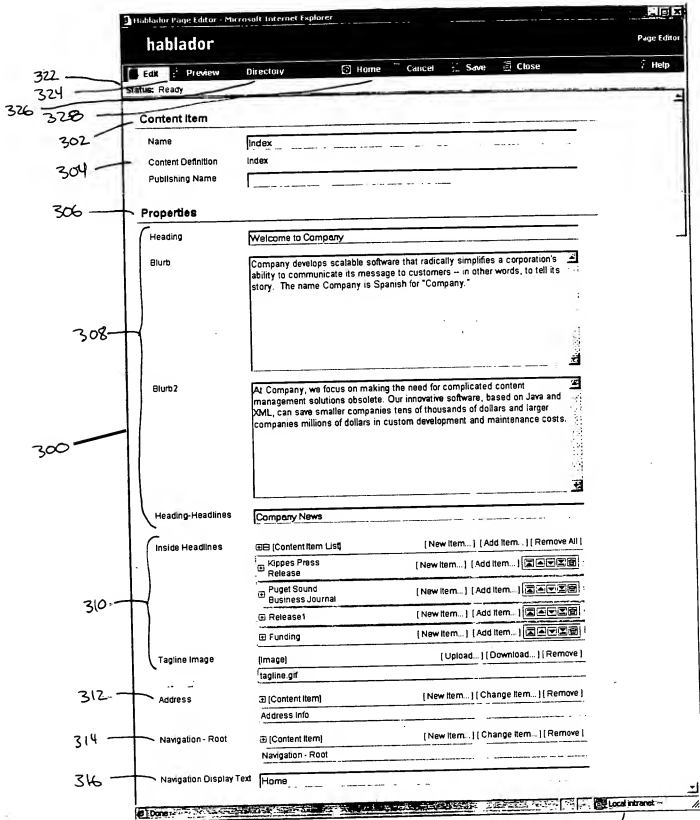 Hablador Page Editor - Microsoft Internet Explorer
hablador
Page Editor
322
Edit Preview Directory Home Cancel Save Close Help
324
Status: Ready
326
328
302
Content Item
Name Index
304
Content Definition Index
Publishing Name
306
Properties
Heading Welcome to Company
Blurb Company develops scalable software that radically simplifies a corporation's
ability to communicate its message to customers -- in other words, to tell its
story. The name Company is Spanish for "Company."
308
Blurb2 At Company, we focus on making the need for complicated content
management solutions obsolete. Our innovative software, based on Java and
XML, can save smaller companies tens of thousands of dollars and larger
companies millions of dollars in custom development and maintenance costs.
300
Heading-Headlines Company News
Inside Headlines [Content Item List] [New Item...] [Add Item...] [Remove All]
Kippes Press
Release [New Item...] [Add Item...]
310
Puget Sound
Business Journal [New Item...] [Add Item...]
Release1 [New Item...] [Add Item...]
Funding [New Item...] [Add Item...]
Tagline Image [Image] [Upload...] [Download...] [Remove]
tagline.gif
312
Address [Content Item] [New Item...] [Change Item...] [Remove]
Address Info
314
Navigation - Root [Content Item] [New Item...] [Change Item...] [Remove]
Navigation - Root
316
Navigation Display Text Home
Done
Local intranet